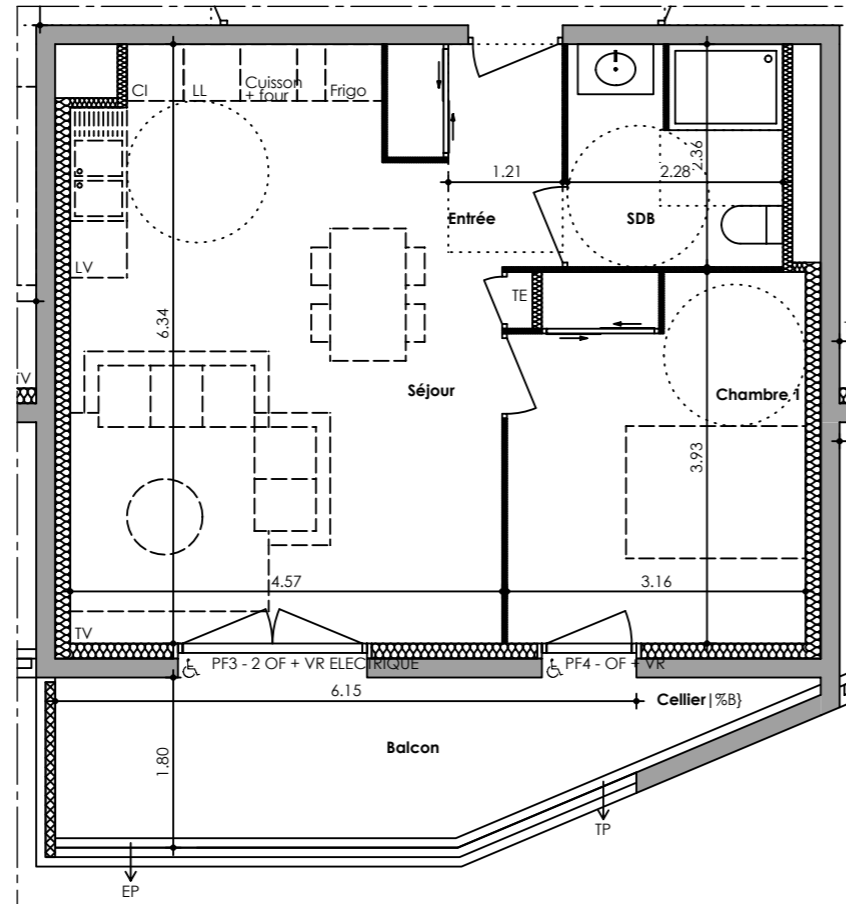 CI
LL
Cuisson
+ four
Frigo
1.21
2.28
2.36
Entrée
SDB
LV
TE
6.34
Séjour
Chambre 1
3.93
4.57
3.16
TV
PF3 - 2 OF + VR ELECTRIQUE
PF4 - OF + VR
6.15
Cellier|%B}
Balcon
1.80
TP
EP